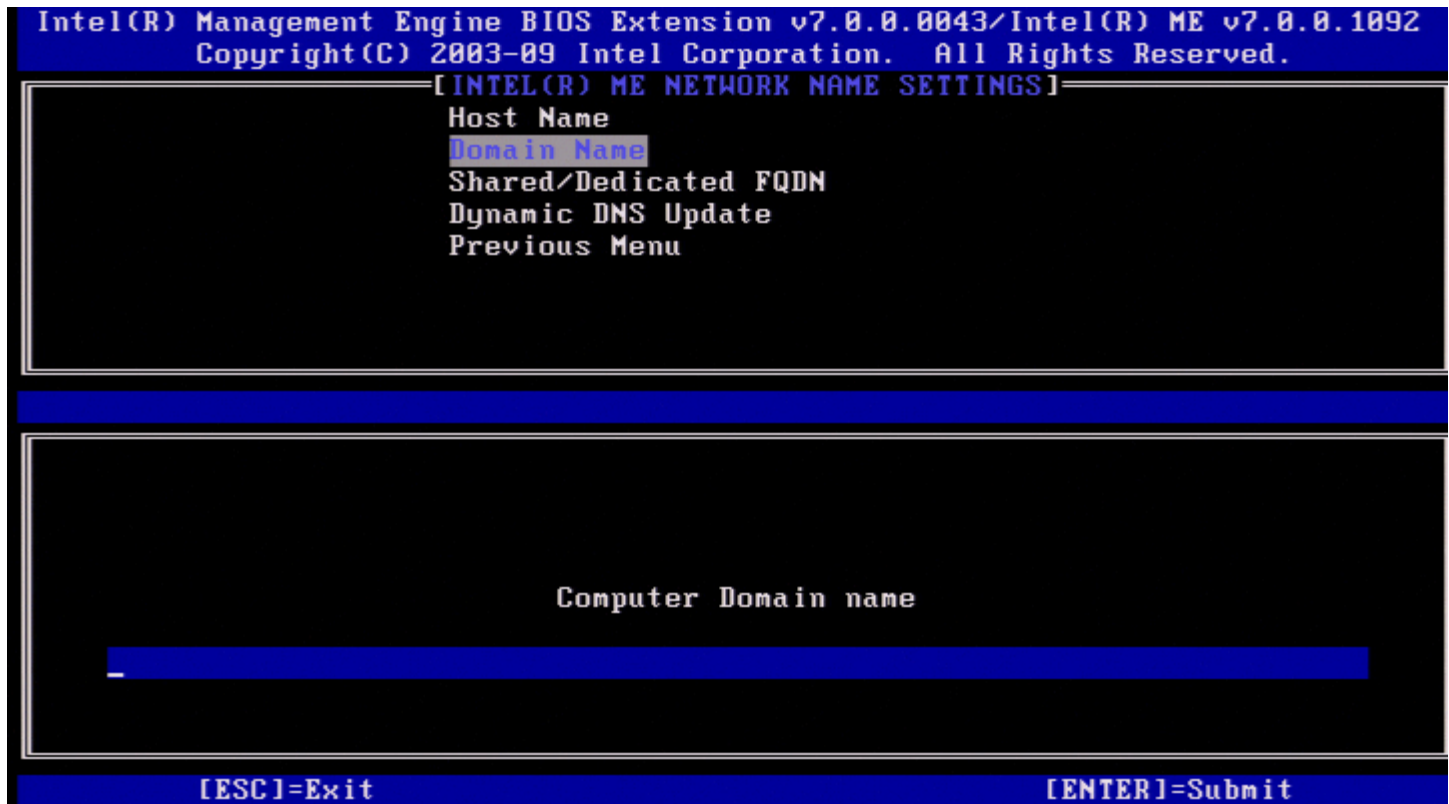 Intel(R) Management Engine BIOS Extension v7.0.0.0043/Intel(R) ME v7.0.0.1092
Copyright(C) 2003-09 Intel Corporation. All Rights Reserved.
[INTEL(R) ME NETWORK NAME SETTINGS]
Host Name
Domain Name
Shared/Dedicated FQDN
Dynamic DNS Update
Previous Menu
Computer Domain name
[ESC]=Exit [ENTER]=Submit